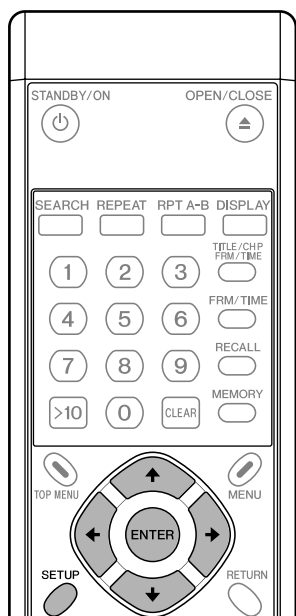 STANDBY/ON OPEN/CLOSE
SEARCH REPEAT RPT A-B DISPLAY
TITLE/CHP
FRM/TIME
1 2 3
FRM/TIME
4 5 6
RECALL
7 8 9
MEMORY
>10 0 CLEAR
TOP MENU MENU
ENTER
SETUP RETURN